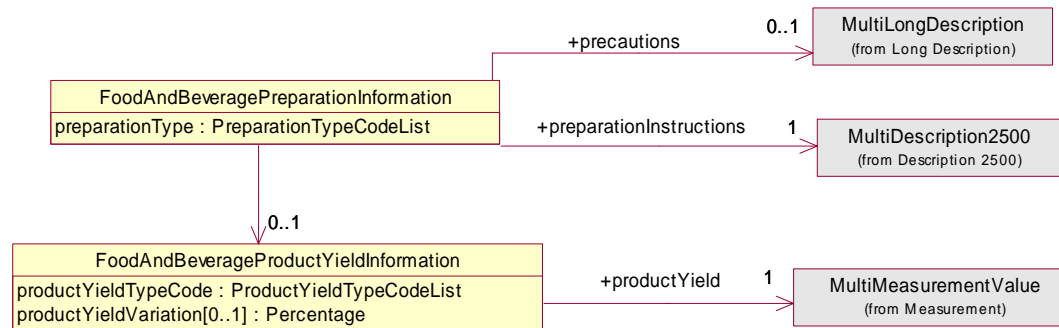 +precautions
0..1
MultiLongDescription
(from Long Description)
FoodAndBeveragePreparationInformation
preparationType : PreparationTypeCodeList
+preparationInstructions
1
MultiDescription2500
(from Description 2500)
0..1
FoodAndBeverageProductYieldInformation
productYieldTypeCode : ProductYieldTypeCodeList
productYieldVariation[0..1] : Percentage
+productYield
1
MultiMeasurementValue
(from Measurement)